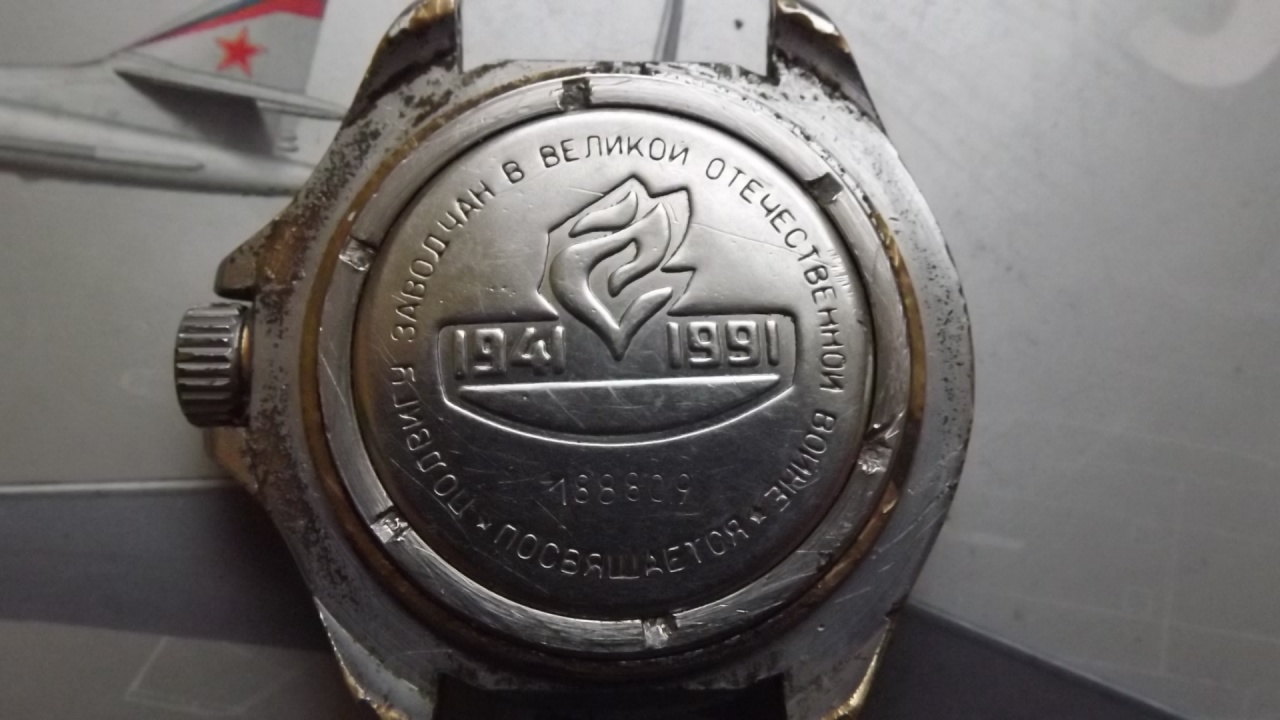 ПОДВИГУ ЗАВОДЧАН В ВЕЛИКОЙ ОТЕЧЕСТВЕННОЙ ВОЙНЕ
1941 1991
188809
★ ПОСВЯЩАЕТСЯ ★